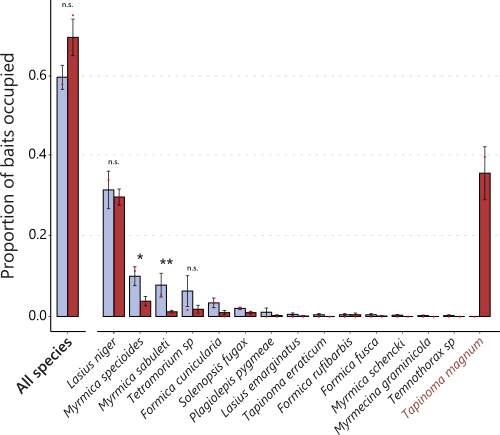 Proportion of baits occupied
n.s.
0.6
0.4
0.2
0.0
n.s.
*
**
n.s.
All species
Lasius niger
Myrmica specioides
Myrmica sabuleti
Tetramorium sp
Formica cunicularia
Solenopsis fugax
Plagiolepis pygmeae
Lasius emarginatus
Tapinoma erraticum
Formica rufibarbis
Formica fusca
Myrmica schencki
Myrmecina graminicola
Temnothorax sp
Tapinoma magnum